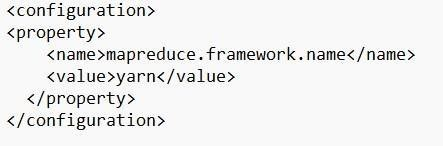 <configuration>
<property>
    <name>mapreduce.framework.name</name>
    <value>yarn</value>
  </property>
</configuration>